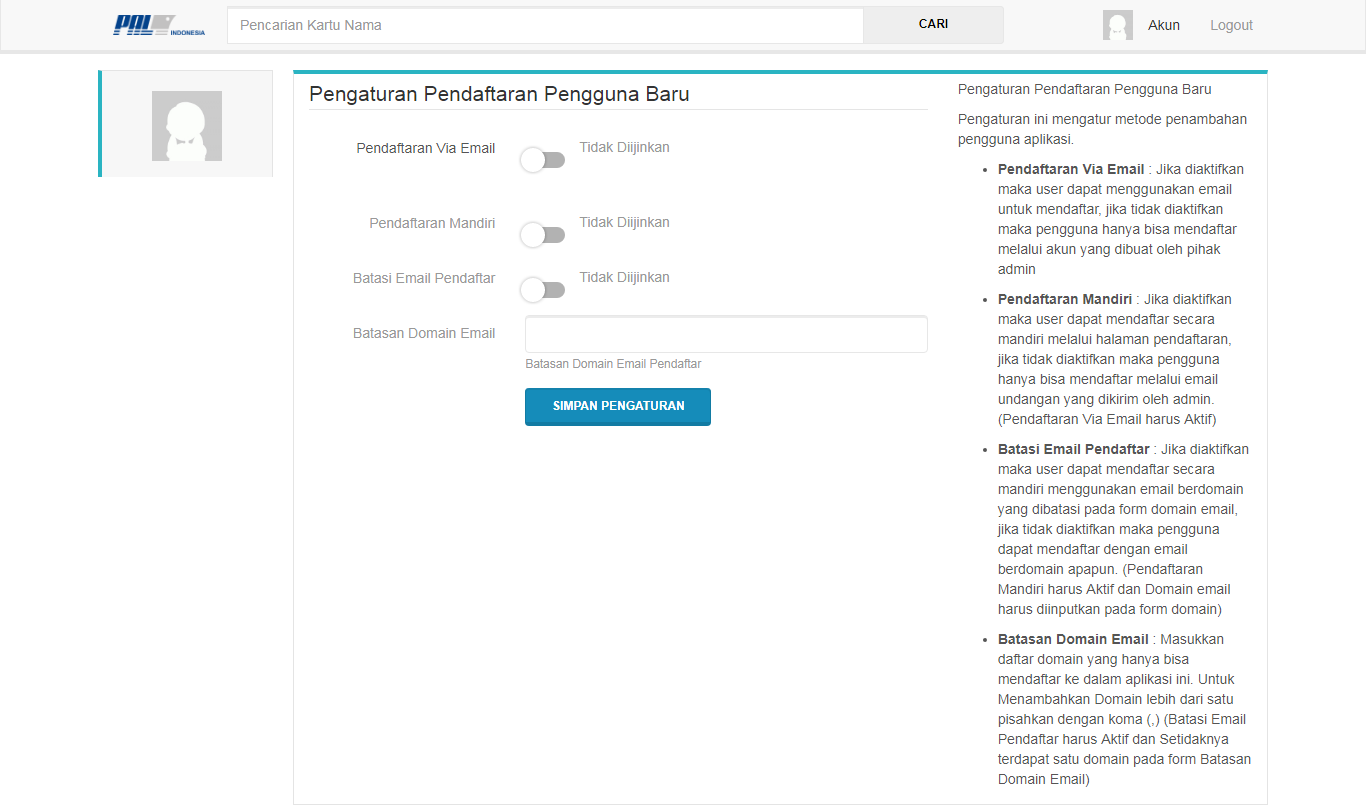 PAL INDONESIA
Pencarian Kartu Nama
CARI
Akun
Logout
Pengaturan Pendaftaran Pengguna Baru
Pendaftaran Via Email
Tidak Diijinkan
Pendaftaran Mandiri
Tidak Diijinkan
Batasi Email Pendaftar
Tidak Diijinkan
Batasan Domain Email
Batasan Domain Email Pendaftar
SIMPAN PENGATURAN
Pengaturan Pendaftaran Pengguna Baru
Pengaturan ini mengatur metode penambahan
pengguna aplikasi.
• Pendaftaran Via Email : Jika diaktifkan
maka user dapat menggunakan email
untuk mendaftar, jika tidak diaktifkan
maka pengguna hanya bisa mendaftar
melalui akun yang dibuat oleh pihak
admin
• Pendaftaran Mandiri : Jika diaktifkan
maka user dapat mendaftar secara
mandiri melalui halaman pendaftaran,
jika tidak diaktifkan maka pengguna
hanya bisa mendaftar melalui email
undangan yang dikirim oleh admin.
(Pendaftaran Via Email harus Aktif)
• Batasi Email Pendaftar : Jika diaktifkan
maka user dapat mendaftar secara
mandiri menggunakan email berdomain
yang dibatasi pada form domain email,
jika tidak diaktifkan maka pengguna
dapat mendaftar dengan email
berdomain apapun. (Pendaftaran
Mandiri harus Aktif dan Domain email
harus diinputkan pada form domain)
• Batasan Domain Email : Masukkan
daftar domain yang hanya bisa
mendaftar ke dalam aplikasi ini. Untuk
Menambahkan Domain lebih dari satu
pisahkan dengan koma (,) (Batasi Email
Pendaftar harus Aktif dan Setidaknya
terdapat satu domain pada form Batasan
Domain Email)